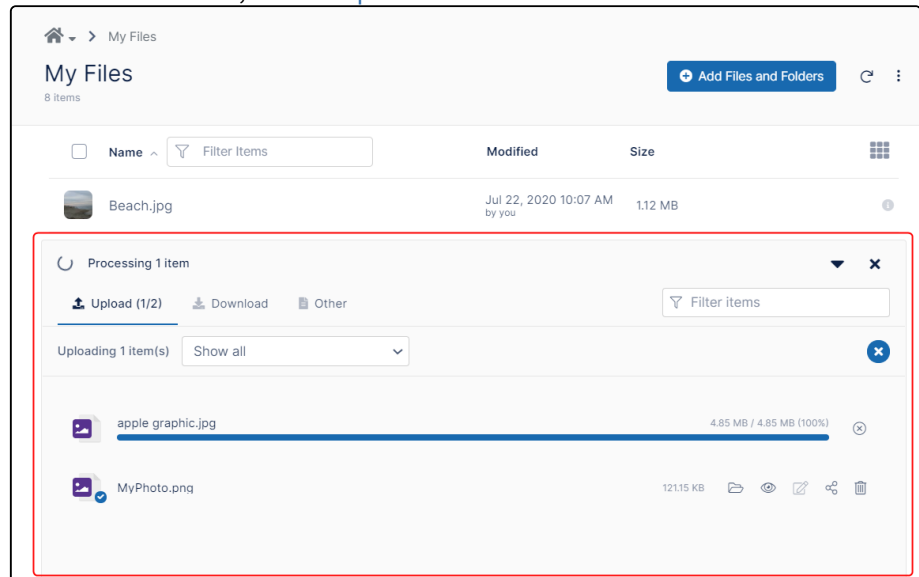 My Files
My Files
Add Files and Folders
8 items
Name
Filter Items
Modified
Size
Beach.jpg
Jul 22, 2020 10:07 AM
by you
1.12 MB
Processing 1 item
Upload (1/2)
Download
Other
Filter items
Uploading 1 item(s)
Show all
apple graphic.jpg
4.85 MB / 4.85 MB (100%)
MyPhoto.png
121.15 KB